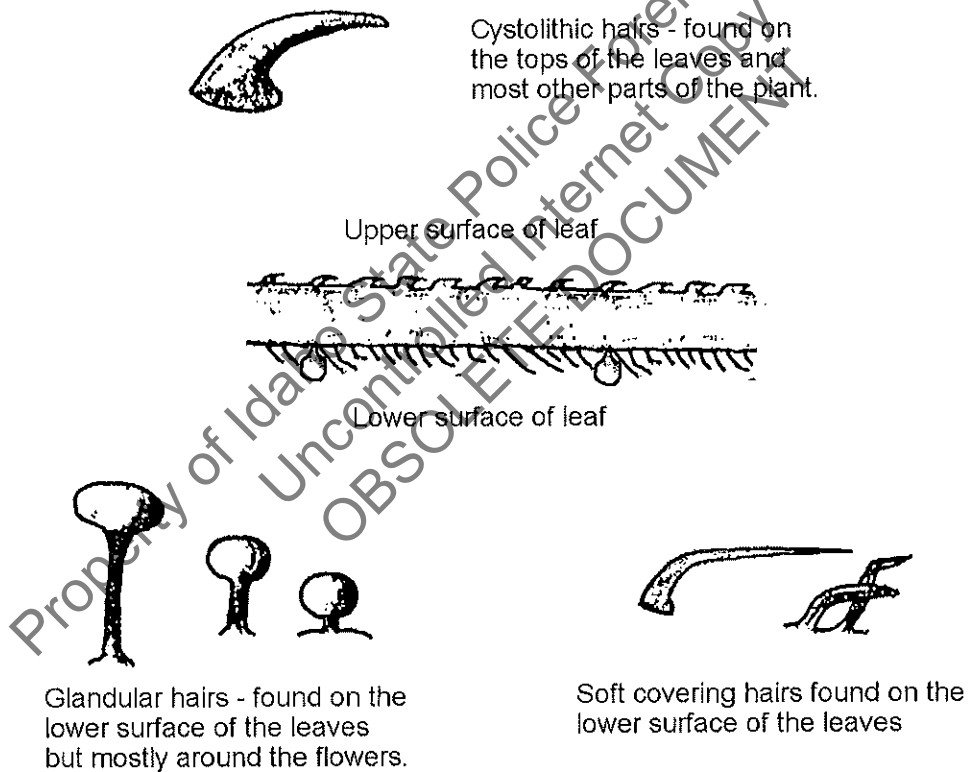 Cystolithic hairs - found on
the tops of the leaves and
most other parts of the plant.
Upper surface of leaf
Lower surface of leaf
Glandular hairs - found on the
lower surface of the leaves
but mostly around the flowers.
Soft covering hairs found on the
lower surface of the leaves
Property of Idaho State Police
Uncontrolled Internet Copy
OBSOLETE DOCUMENT